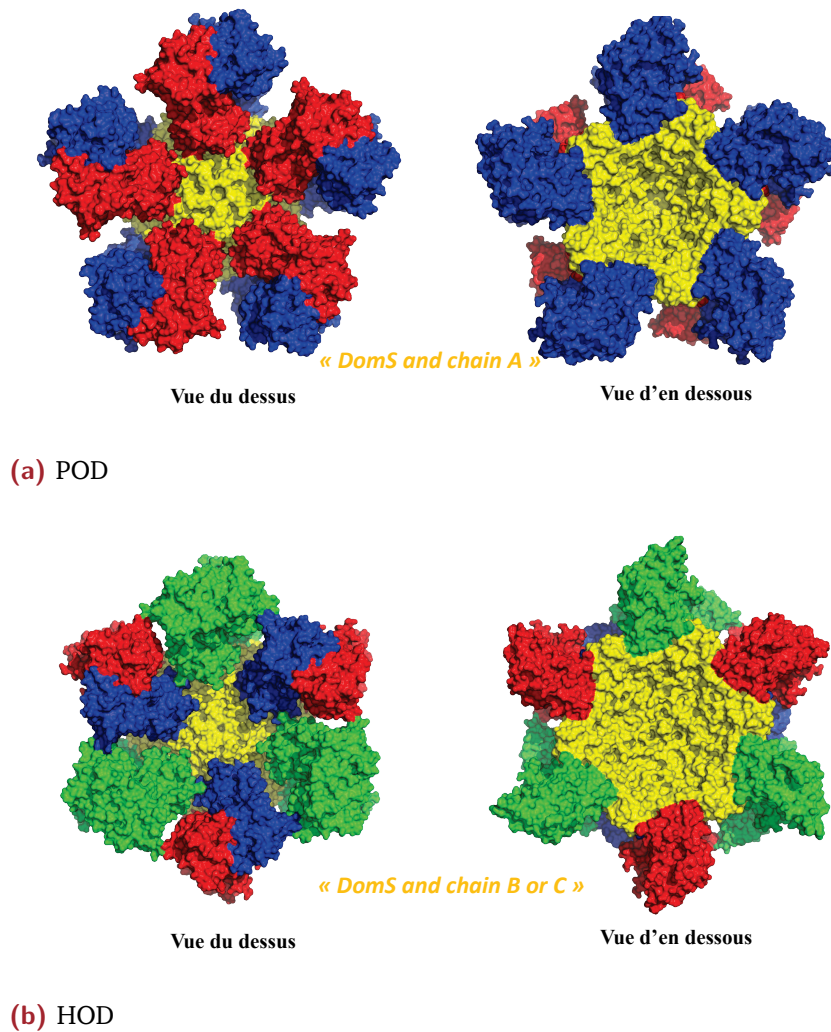 « DomS and chain A »
Vue du dessus
Vue d'en dessous
(a) POD
« DomS and chain B or C »
Vue du dessus
Vue d'en dessous
(b) HOD